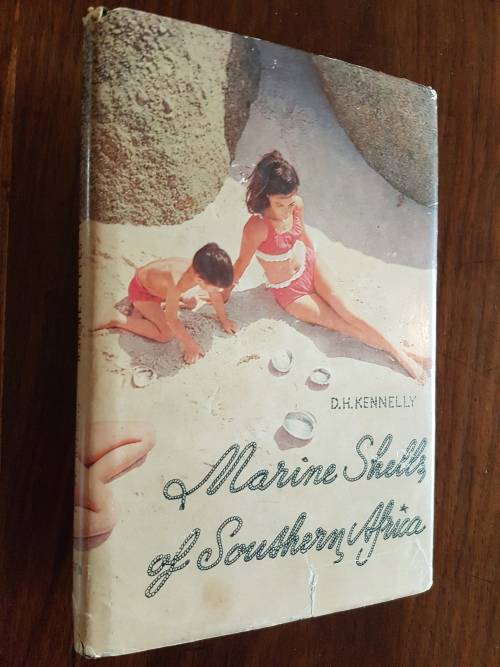 D.H. KENNELLY
Marine Shells
of Southern Africa